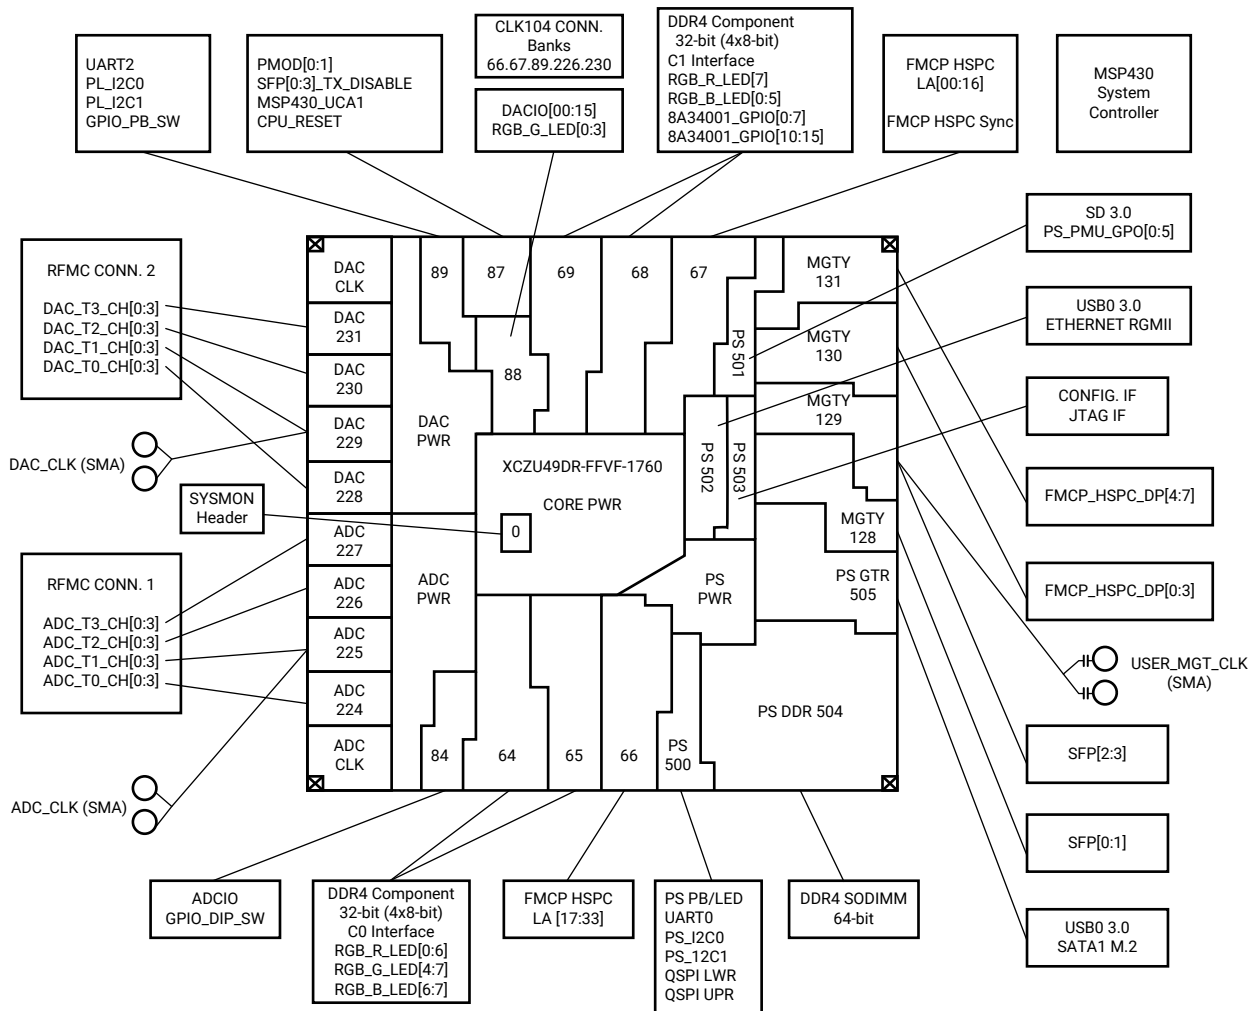 UART2
PL_I2C0
PL_I2C1
GPIO_PB_SW
PMOD[0:1]
SFP[0:3]_TX_DISABLE
MSP430_UCA1
CPU_RESET
CLK104 CONN.
Banks
66.67.89.226.230
DACIO[00:15]
RGB_G_LED[0:3]
DDR4 Component
32-bit (4x8-bit)
C1 Interface
RGB_R_LED[7]
RGB_B_LED[0:5]
8A34001_GPIO[0:7]
8A34001_GPIO[10:15]
FMCP HSPC
LA[00:16]
FMCP HSPC Sync
MSP430
System
Controller
RFMC CONN. 2
DAC_T3_CH[0:3]
DAC_T2_CH[0:3]
DAC_T1_CH[0:3]
DAC_T0_CH[0:3]
DAC_CLK (SMA)
SYSMON
Header
RFMC CONN. 1
ADC_T3_CH[0:3]
ADC_T2_CH[0:3]
ADC_T1_CH[0:3]
ADC_T0_CH[0:3]
ADC_CLK (SMA)
DAC
CLK
DAC
231
DAC
230
DAC
229
DAC
228
ADC
227
ADC
226
ADC
225
ADC
224
ADC
CLK
89
87
69
68
67
88
DAC
PWR
ADC
PWR
XCZU49DR-FFVF-1760
CORE PWR
0
PS 501
PS 502
PS 503
PS
PWR
MGTY
131
MGTY
130
MGTY
129
MGTY
128
PS GTR
505
PS DDR 504
84
64
65
66
PS
500
SD 3.0
PS_PMU_GPO[0:5]
USB0 3.0
ETHERNET RGMII
CONFIG. IF
JTAG IF
FMCP_HSPC_DP[4:7]
FMCP_HSPC_DP[0:3]
USER_MGT_CLK
(SMA)
SFP[2:3]
SFP[0:1]
USB0 3.0
SATA1 M.2
ADCIO
GPIO_DIP_SW
DDR4 Component
32-bit (4x8-bit)
C0 Interface
RGB_R_LED[0:6]
RGB_G_LED[4:7]
RGB_B_LED[6:7]
FMCP HSPC
LA [17:33]
PS PB/LED
UART0
PS_I2C0
PS_12C1
QSPI LWR
QSPI UPR
DDR4 SODIMM
64-bit